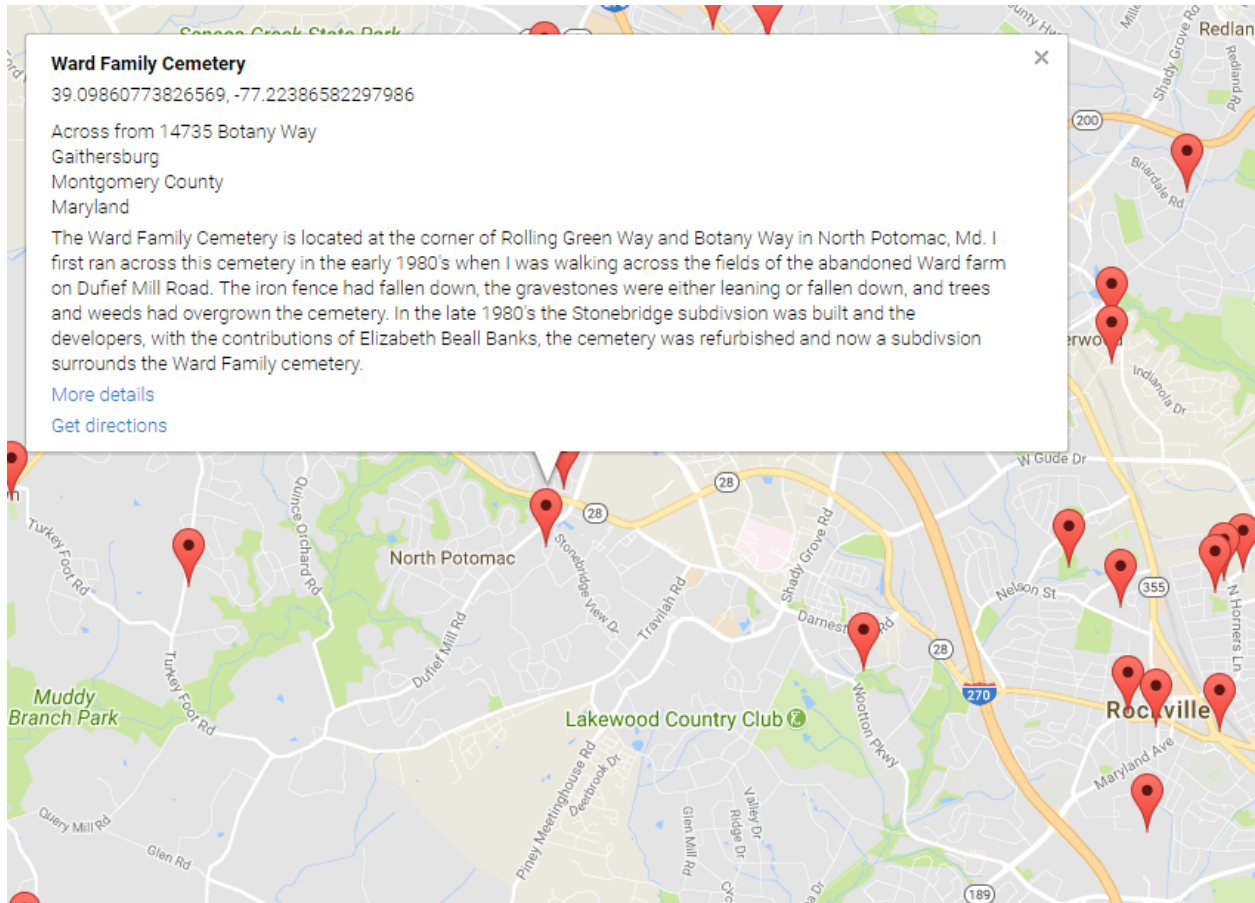 Seneca Creek State Park
Redlan
Ward Family Cemetery
39.09860773826569, -77.22386582297986
Across from 14735 Botany Way
Gaithersburg
Montgomery County
Maryland
The Ward Family Cemetery is located at the corner of Rolling Green Way and Botany Way in North Potomac, Md. I
first ran across this cemetery in the early 1980's when I was walking across the fields of the abandoned Ward farm
on Dufief Mill Road. The iron fence had fallen down, the gravestones were either leaning or fallen down, and trees
and weeds had overgrown the cemetery. In the late 1980's the Stonebridge subdivsion was built and the
developers, with the contributions of Elizabeth Beall Banks, the cemetery was refurbished and now a subdivsion
surrounds the Ward Family cemetery.
More details
Get directions
Shady Grove Rd
Redland Rd
200
Briardale Rd
erwood
Indianola Dr
W Gude Dr
28
28
Quince Orchard Rd
Turkey Foot Rd
North Potomac
Stonebridge View Dr
Travilah Rd
Shady Grove Rd
Nelson St
355
N Horners Ln
Dufief Mill Rd
Darnest
Rd
28
270
Turkey Foot Rd
Muddy
Branch Park
Lakewood Country Club
Wootton Pkwy
Rockville
Maryland Ave
Piney Meetinghouse Rd
Deerbrook Dr
Query Mill Rd
Glen Rd
Glen Mill Rd
Valley Dr
Ridge Dr
189